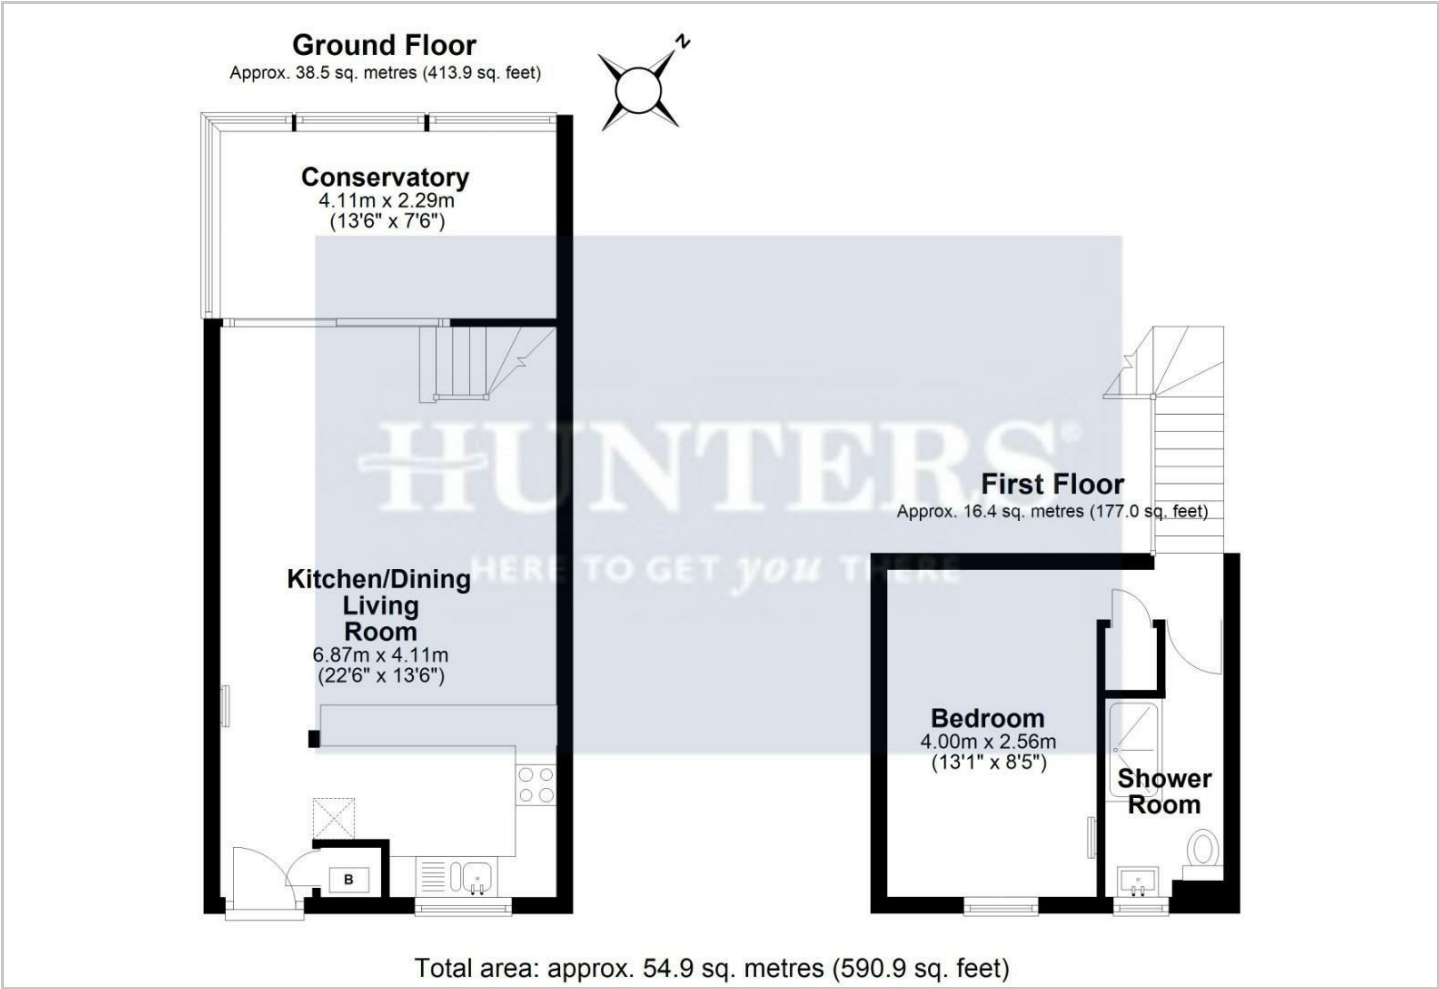 Ground Floor
Approx. 38.5 sq. metres (413.9 sq. feet)
N
Conservatory
4.11m x 2.29m
(13'6" x 7'6")
HUNTERS®
HERE TO GET you THERE
First Floor
Approx. 16.4 sq. metres (177.0 sq. feet)
Kitchen/Dining
Living
Room
6.87m x 4.11m
(22'6" x 13'6")
Bedroom
4.00m x 2.56m
(13'1" x 8'5")
Shower
Room
B
Total area: approx. 54.9 sq. metres (590.9 sq. feet)